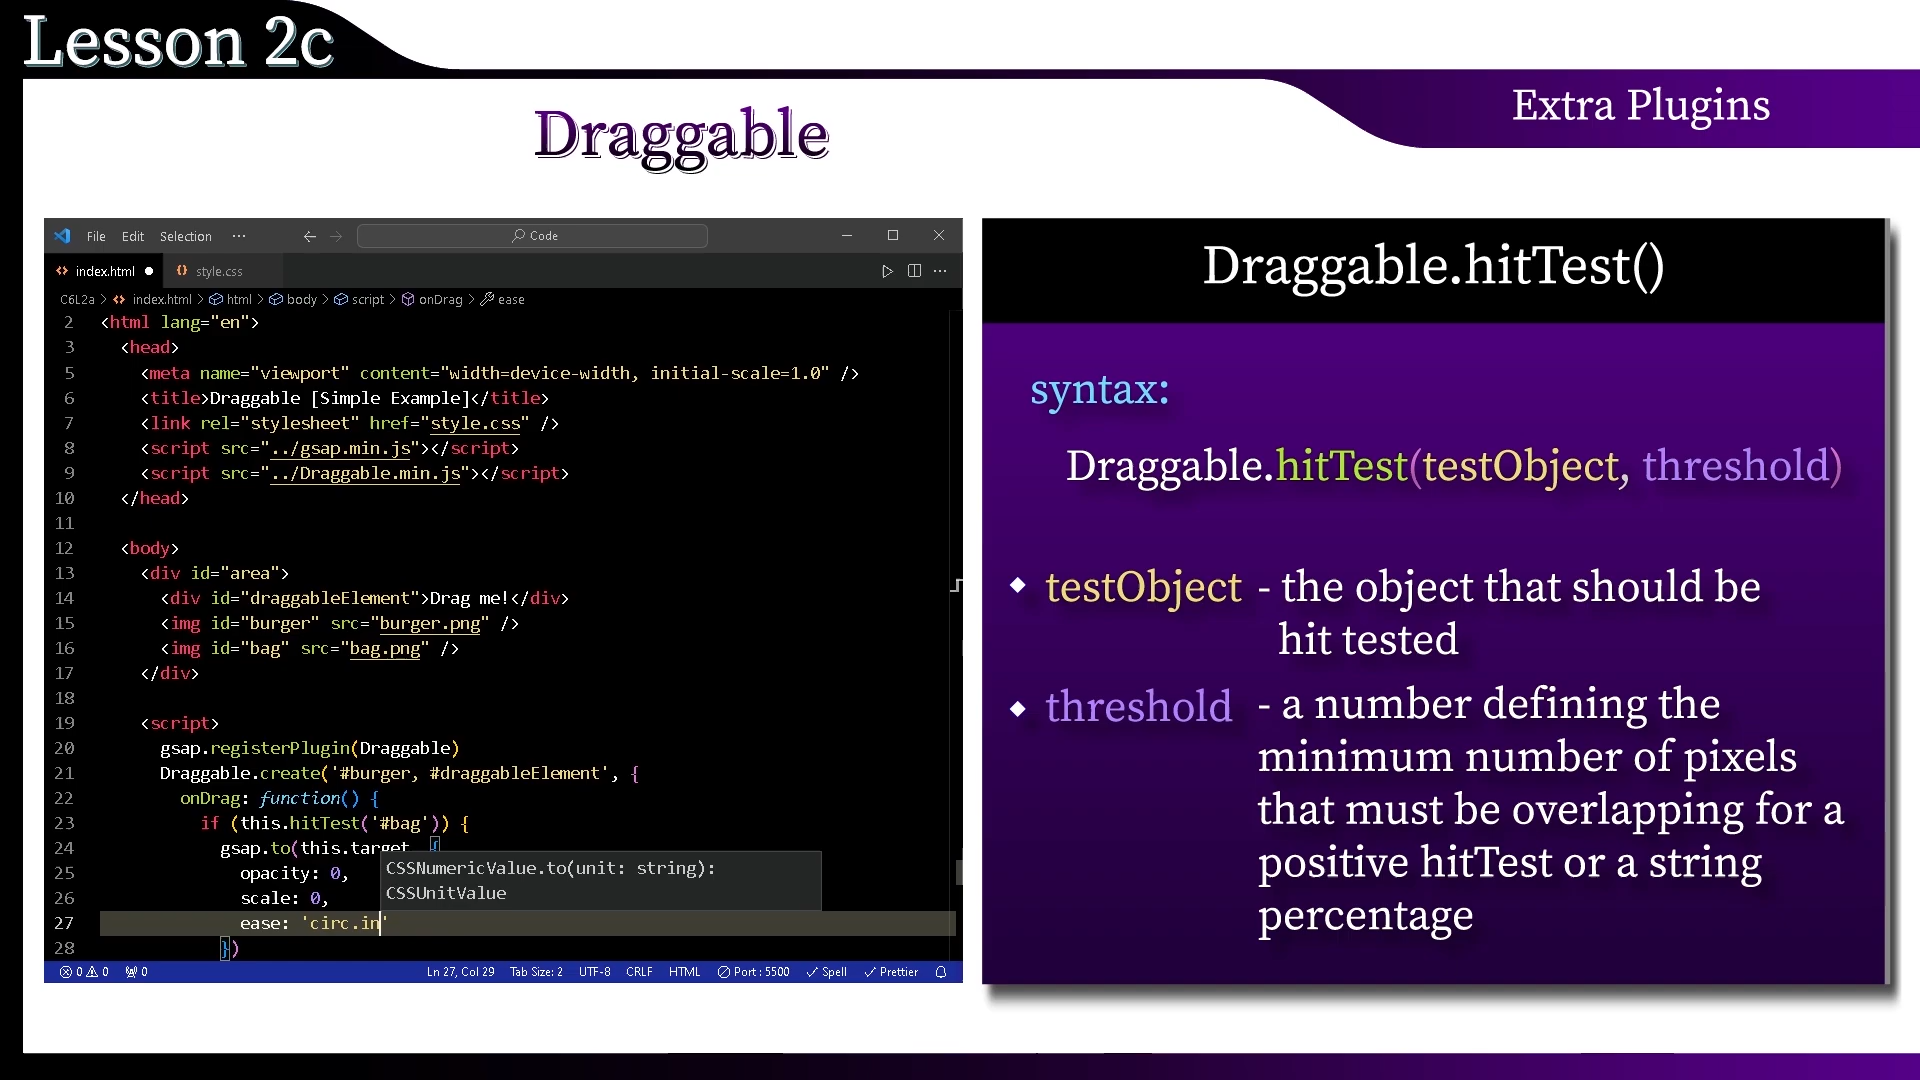 Lesson 2c
Extra Plugins
Draggable
File Edit Selection ··· Code
index.html style.css
C6L2a > index.html > html > body > script > onDrag > ease
2 <html lang="en">
3 <head>
5 <meta name="viewport" content="width=device-width, initial-scale=1.0" />
6 <title>Draggable [Simple Example]</title>
7 <link rel="stylesheet" href="style.css" />
8 <script src="../gsap.min.js"></script>
9 <script src="../Draggable.min.js"></script>
10 </head>
11
12 <body>
13 <div id="area">
14 <div id="draggableElement">Drag me!</div>
15 <img id="burger" src="burger.png" />
16 <img id="bag" src="bag.png" />
17 </div>
18
19 <script>
20 gsap.registerPlugin(Draggable)
21 Draggable.create('#burger, #draggableElement', {
22 onDrag: function() {
23 if (this.hitTest('#bag')) {
24 gsap.to(this.target, {
25 opacity: 0,
26 scale: 0,
27 ease: 'circ.in'
28 })
CSSNumericValue.to(unit: string):
CSSUnitValue
0 0 0 Ln 27, Col 29 Tab Size: 2 UTF-8 CRLF HTML Port : 5500 Spell Prettier
Draggable.hitTest()
syntax:
Draggable.hitTest(testObject, threshold)
testObject - the object that should be
hit tested
threshold - a number defining the
minimum number of pixels
that must be overlapping for a
positive hitTest or a string
percentage